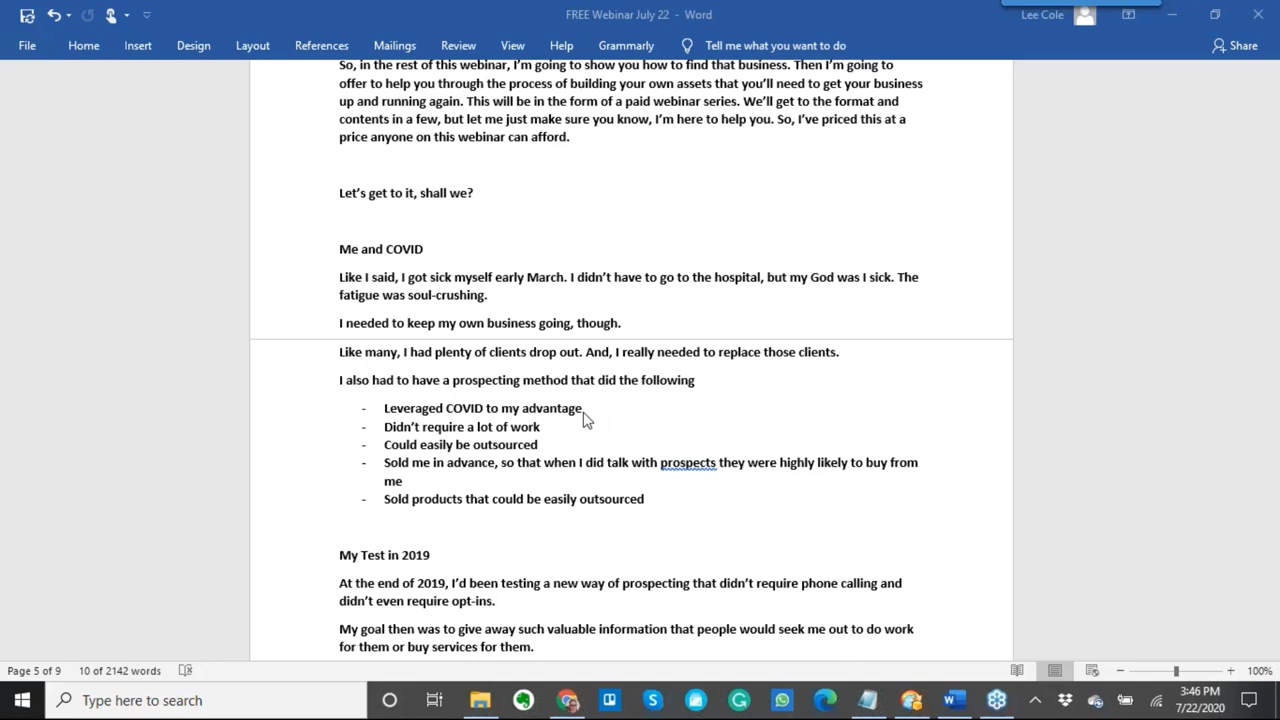 FREE Webinar July 22 - Word
Lee Cole
File Home Insert Design Layout References Mailings Review View Help Grammarly Tell me what you want to do Share
So, in the rest of this webinar, I'm going to show you how to find that business. Then I'm going to
offer to help you through the process of building your own assets that you'll need to get your business
up and running again. This will be in the form of a paid webinar series. We'll get to the format and
contents in a few, but let me just make sure you know, I'm here to help you. So, I've priced this at a
price anyone on this webinar can afford.
Let's get to it, shall we?
Me and COVID
Like I said, I got sick myself early March. I didn't have to go to the hospital, but my God was I sick. The
fatigue was soul-crushing.
I needed to keep my own business going, though.
Like many, I had plenty of clients drop out. And, I really needed to replace those clients.
I also had to have a prospecting method that did the following
- Leveraged COVID to my advantage
- Didn't require a lot of work
- Could easily be outsourced
- Sold me in advance, so that when I did talk with prospects they were highly likely to buy from
me
- Sold products that could be easily outsourced
My Test in 2019
At the end of 2019, I'd been testing a new way of prospecting that didn't require phone calling and
didn't even require opt-ins.
My goal then was to give away such valuable information that people would seek me out to do work
for them or buy services for them.
Page 5 of 9 10 of 2142 words 100%
Type here to search
3:46 PM
7/22/2020